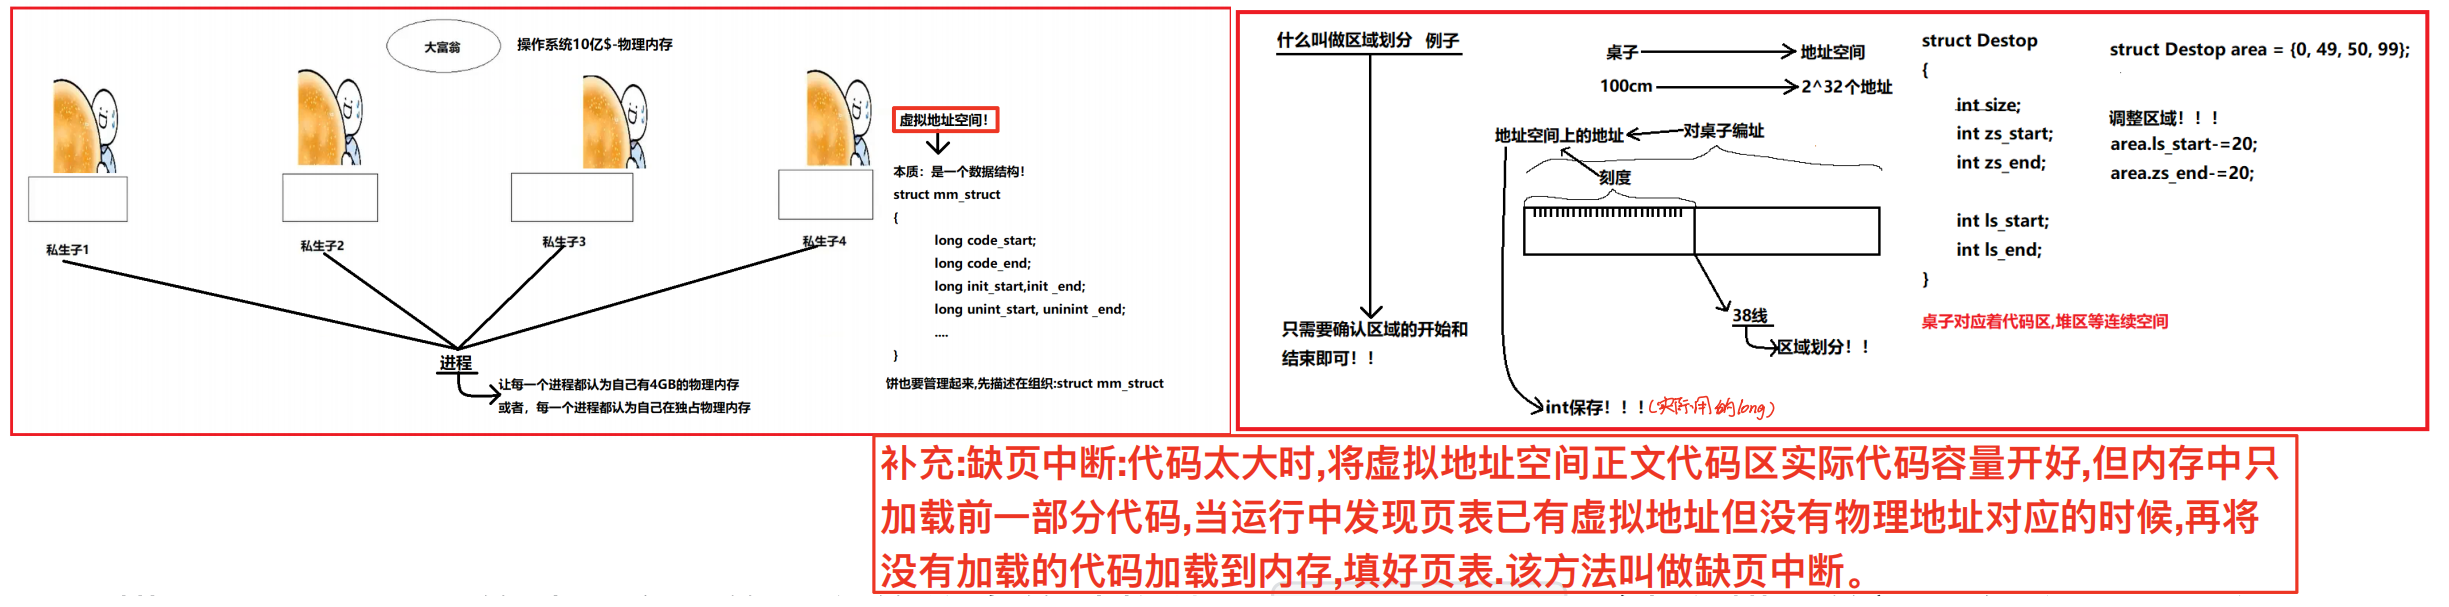 大富翁
操作系统10亿$-物理内存
私生子1
私生子2
私生子3
私生子4
进程
让每一个进程都认为自己有4GB的物理内存
或者，每一个进程都认为自己在独占物理内存
虚拟地址空间！
本质：是一个数据结构！
struct mm_struct
{
long code_start;
long code_end;
long init_start,init _end;
long unint_start, uninint _end;
....
}
饼也要管理起来,先描述在组织:struct mm_struct
什么叫做区域划分 例子
只需要确认区域的开始和
结束即可！！
桌子
地址空间
100cm
2^32个地址
地址空间上的地址
对桌子编址
刻度
38线
区域划分！！
int保存！！！(实际用的long)
struct Destop
{
int size;
int zs_start;
int zs_end;
int ls_start;
int ls_end;
}
桌子对应着代码区,堆区等连续空间
struct Destop area = {0, 49, 50, 99};
调整区域！！！
area.ls_start-=20;
area.zs_end-=20;
补充:缺页中断:代码太大时,将虚拟地址空间正文代码区实际代码容量开好,但内存中只
加载前一部分代码,当运行中发现页表已有虚拟地址但没有物理地址对应的时候,再将
没有加载的代码加载到内存,填好页表.该方法叫做缺页中断。